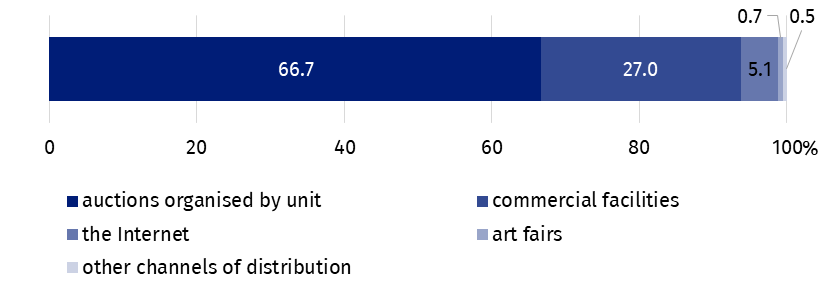 0.7 0.5
66.7 27.0 5.1
0 20 40 60 80 100%
auctions organised by unit commercial facilities
the Internet art fairs
other channels of distribution